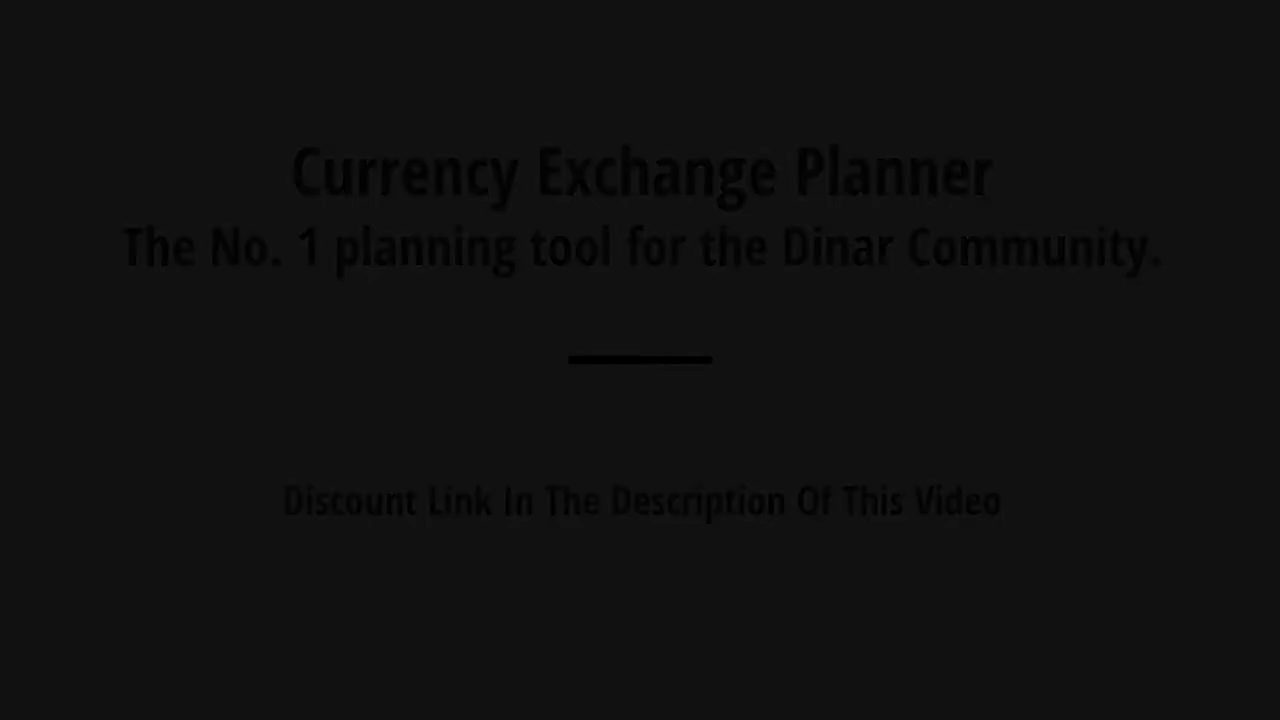 Currency Exchange Planner
The No. 1 planning tool for the Dinar Community.
Discount Link In The Description Of This Video